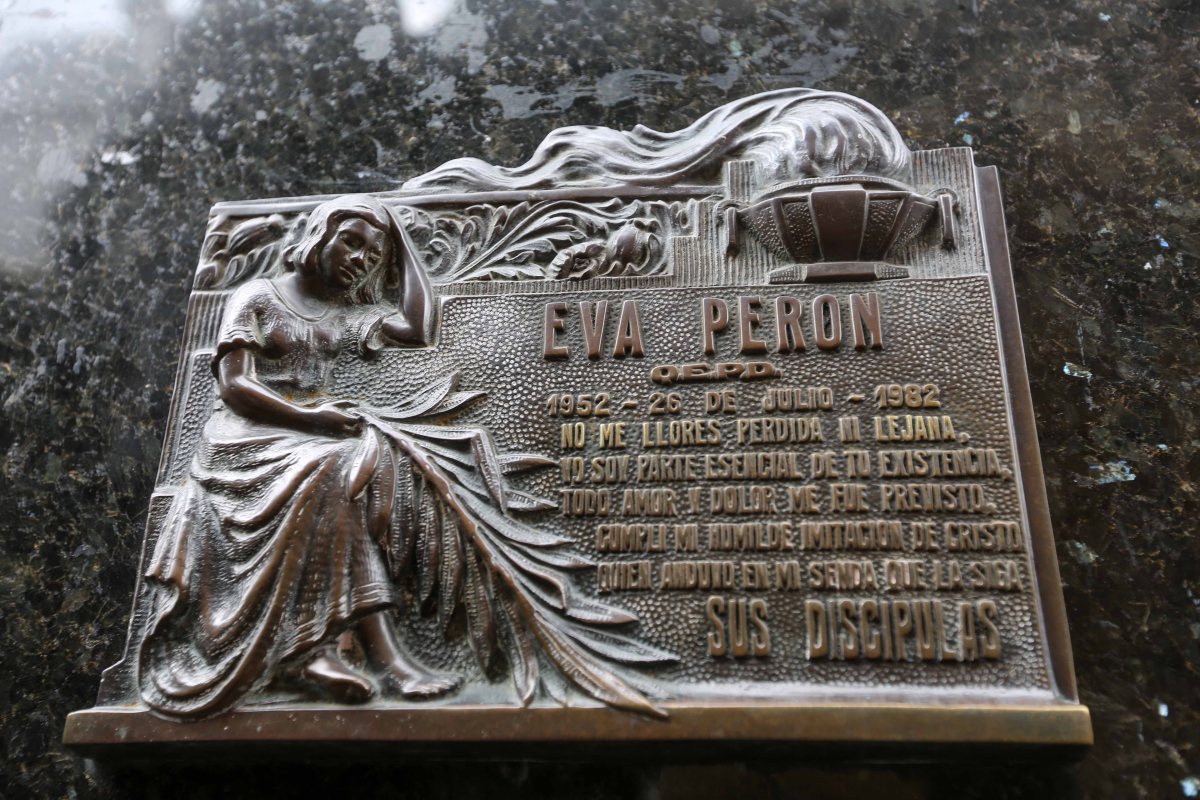 EVA PERON
Q.E.P.D.
1952 - 26 DE JULIO - 1982
NO ME LLORES PERDIDA NI LEJANA,
YO SOY PARTE ESENCIAL DE TU EXISTENCIA,
TODO AMOR Y DOLOR ME FUE PREVISTO,
CUMPLI MI HUMILDE IMITACION DE CRISTO
QUIEN ANDUVO EN MI SENDA QUE LA SIGA
SUS DISCIPULAS